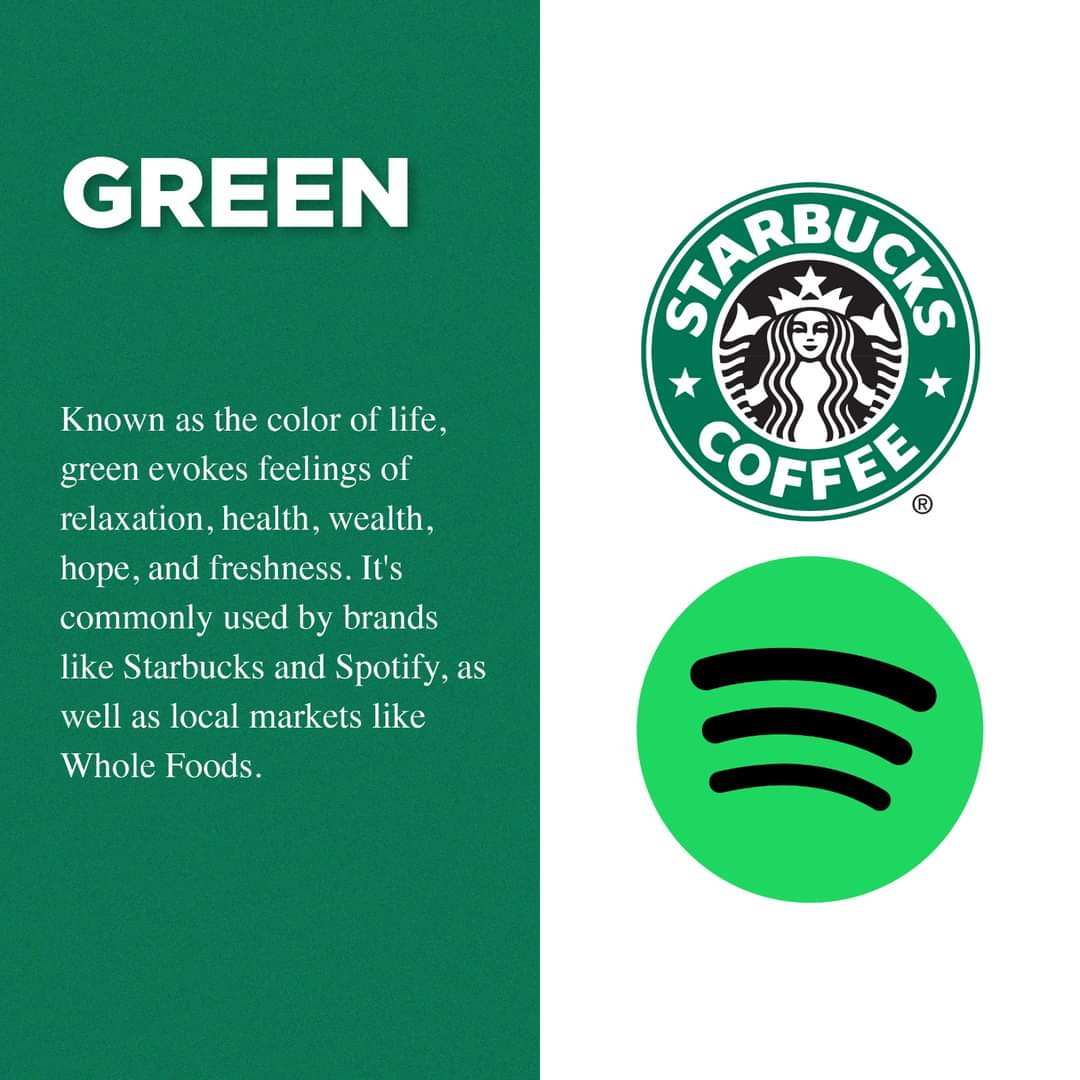 GREEN
Known as the color of life,
green evokes feelings of
relaxation, health, wealth,
hope, and freshness. It's
commonly used by brands
like Starbucks and Spotify, as
well as local markets like
Whole Foods.
STARBUCKS
COFFEE
®